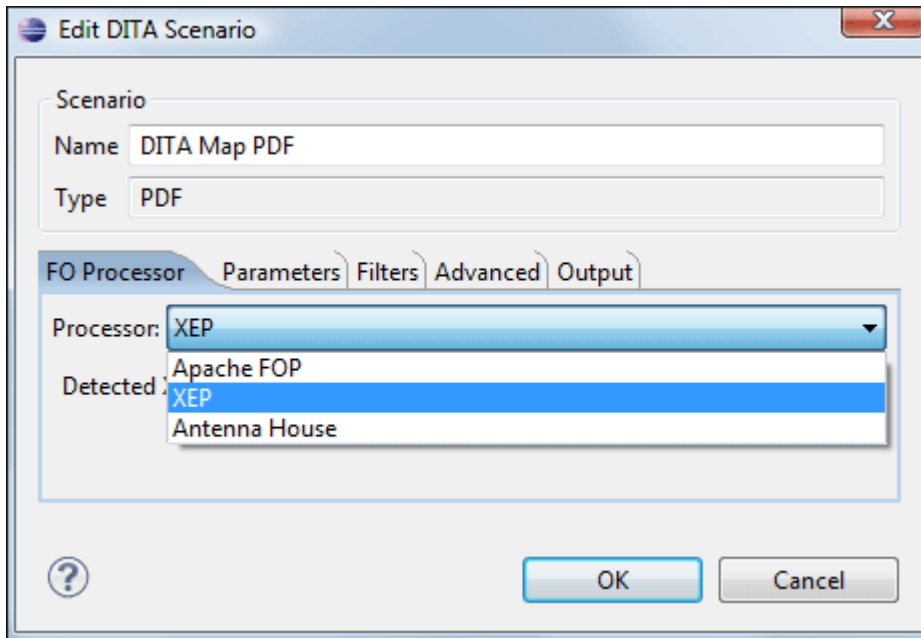 Edit DITA Scenario
Scenario
Name DITA Map PDF
Type PDF
FO Processor Parameters Filters Advanced Output
Processor: XEP
Apache FOP
Detected
XEP
Antenna House
OK Cancel